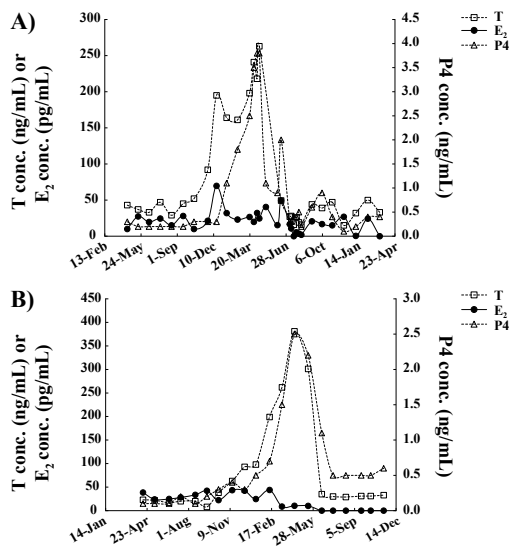 A)
T conc. (ng/mL) or
E2 conc. (pg/mL)
300
250
200
150
100
50
0
4.5
4.0
3.5
3.0
2.5
2.0
1.5
1.0
0.5
0.0
P4 conc. (ng/mL)
T
E2
P4
13-Feb
24-May
1-Sep
10-Dec
20-Mar
28-Jun
6-Oct
14-Jan
23-Apr
B)
T conc. (ng/mL) or
E2 conc. (pg/mL)
450
400
350
300
250
200
150
100
50
0
3.0
2.5
2.0
1.5
1.0
0.5
0.0
P4 conc. (ng/mL)
T
E2
P4
14-Jan
23-Apr
1-Aug
9-Nov
17-Feb
28-May
5-Sep
14-Dec